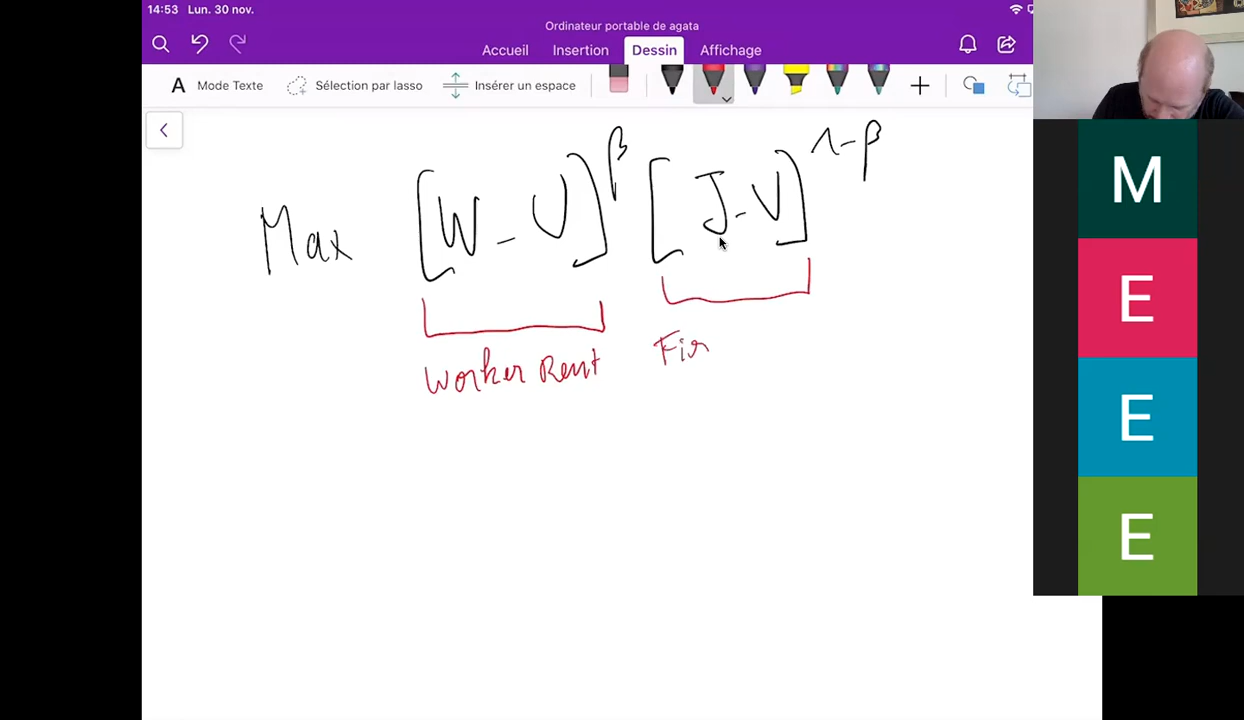 14:53 Lun. 30 nov.
Ordinateur portable de agata
Accueil Insertion Dessin Affichage
A Mode Texte Sélection par lasso Insérer un espace
Max [W - U]^β [J - V]^1-β
Worker Rent Fir
M
E
E
E